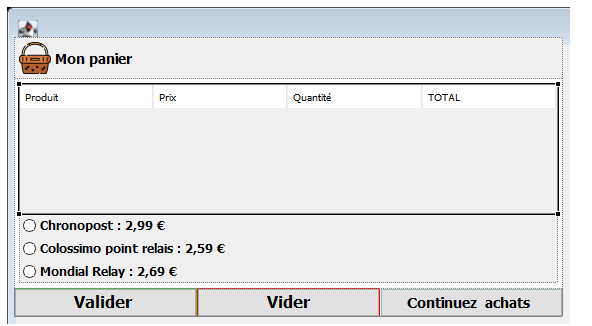 Mon panier
Produit Prix Quantité TOTAL
Chronopost : 2,99 €
Colossimo point relais : 2,59 €
Mondial Relay : 2,69 €
Valider Vider Continuez achats